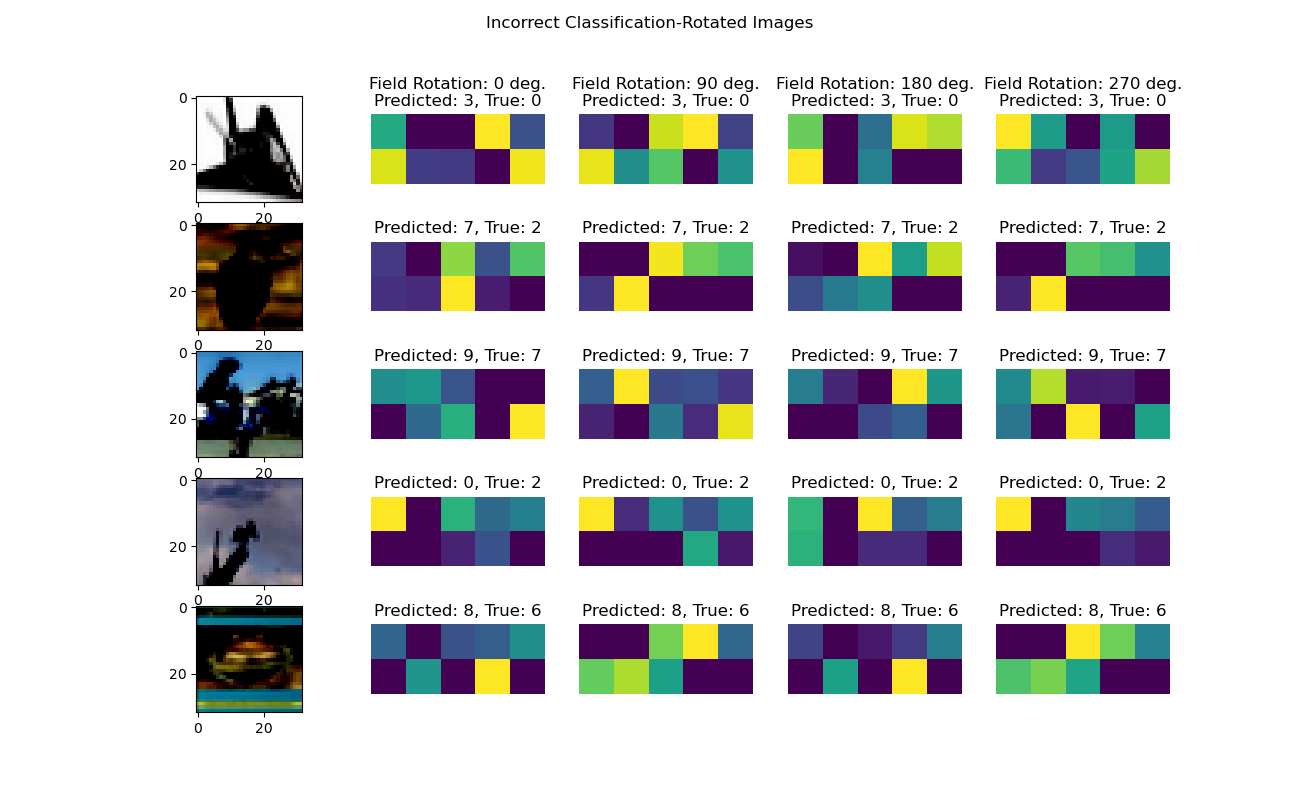 Incorrect Classification-Rotated Images
Field Rotation: 0 deg. Field Rotation: 90 deg. Field Rotation: 180 deg. Field Rotation: 270 deg.
Predicted: 3, True: 0 Predicted: 3, True: 0 Predicted: 3, True: 0 Predicted: 3, True: 0
0
20
0 20
Predicted: 7, True: 2 Predicted: 7, True: 2 Predicted: 7, True: 2 Predicted: 7, True: 2
0
20
0 20
Predicted: 9, True: 7 Predicted: 9, True: 7 Predicted: 9, True: 7 Predicted: 9, True: 7
0
20
0 20
Predicted: 0, True: 2 Predicted: 0, True: 2 Predicted: 0, True: 2 Predicted: 0, True: 2
0
20
0 20
Predicted: 8, True: 6 Predicted: 8, True: 6 Predicted: 8, True: 6 Predicted: 8, True: 6
0
20
0 20